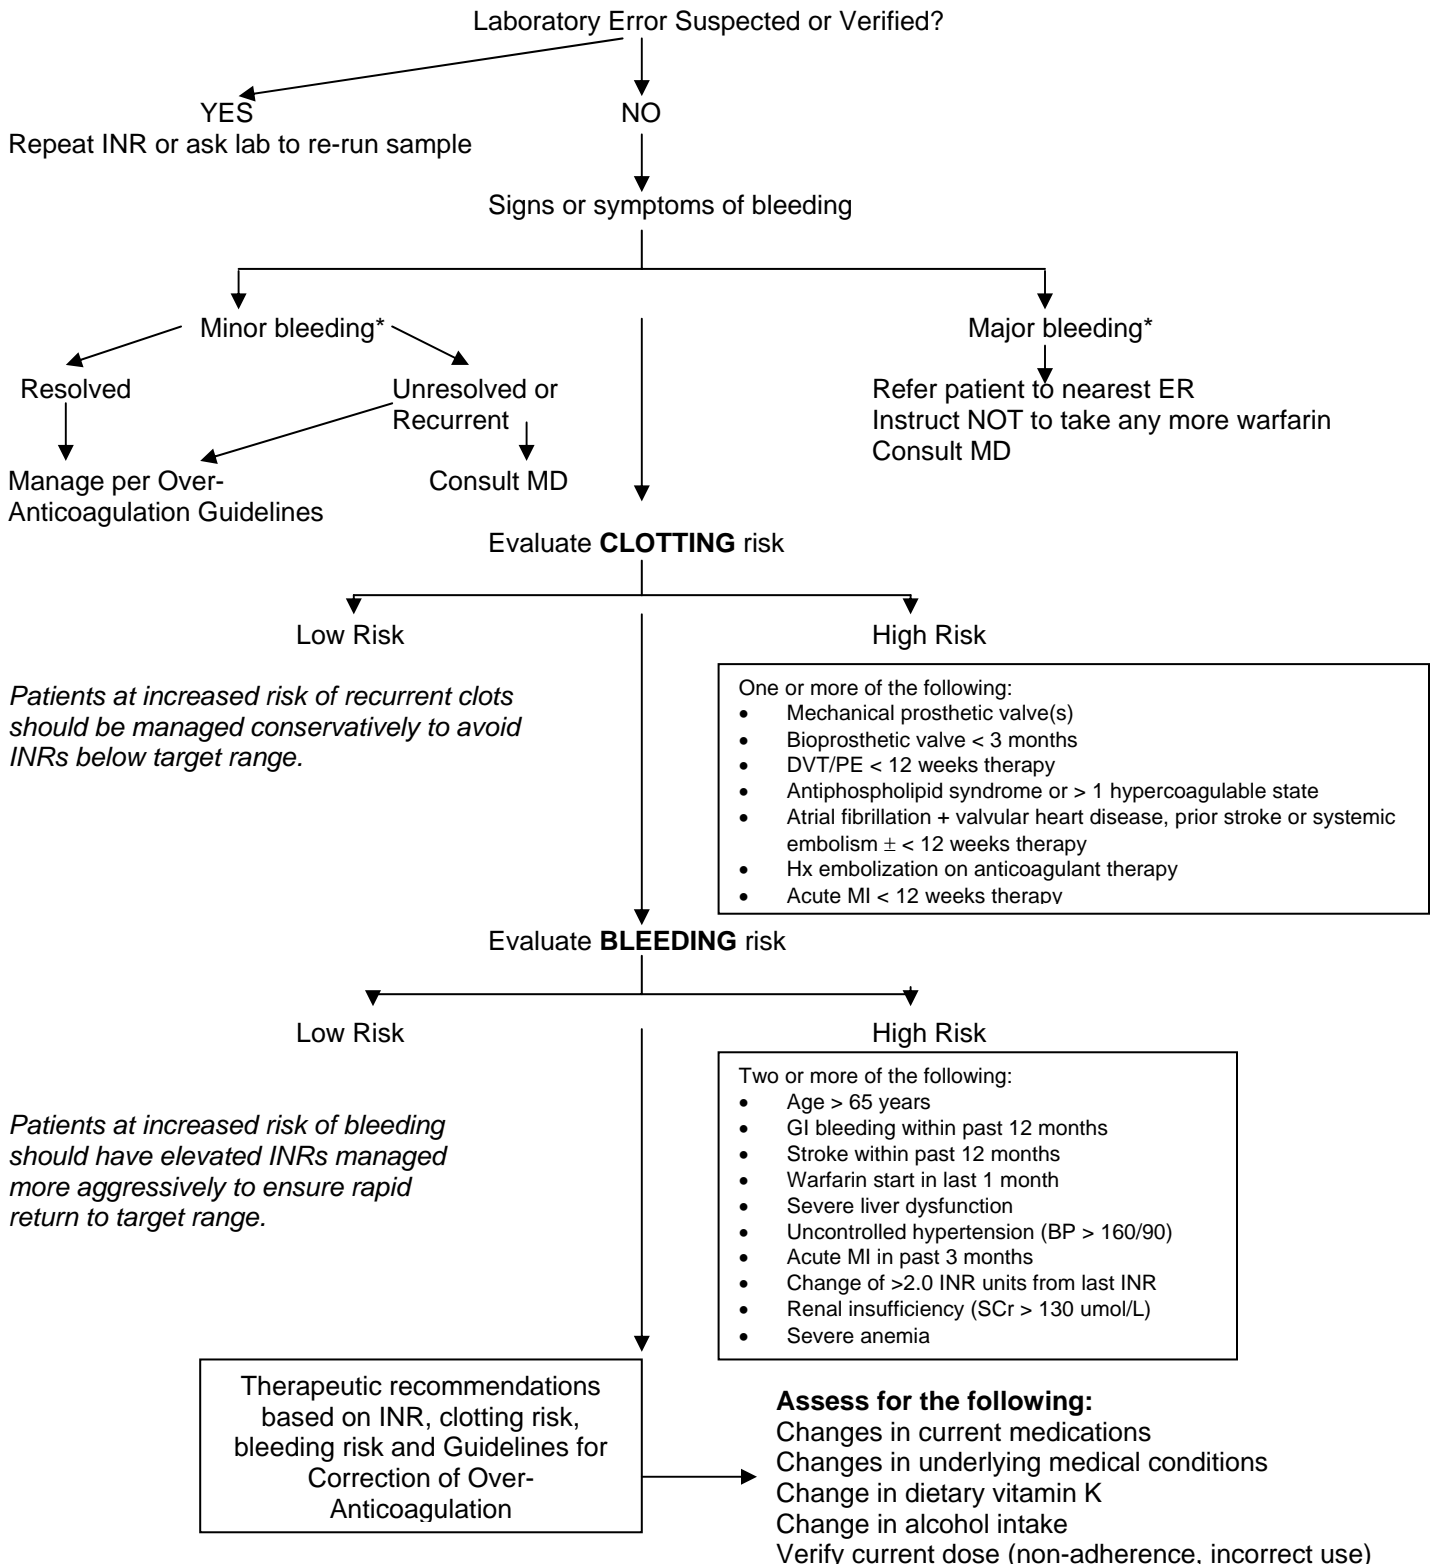 Laboratory Error Suspected or Verified?
YES
NO
Repeat INR or ask lab to re-run sample
Signs or symptoms of bleeding
Minor bleeding*
Major bleeding*
Resolved
Unresolved or
Recurrent
Refer patient to nearest ER
Instruct NOT to take any more warfarin
Consult MD
Manage per Over-
Anticoagulation Guidelines
Consult MD
Evaluate CLOTTING risk
Low Risk
High Risk
Patients at increased risk of recurrent clots
should be managed conservatively to avoid
INRs below target range.
One or more of the following:
• Mechanical prosthetic valve(s)
• Bioprosthetic valve < 3 months
• DVT/PE < 12 weeks therapy
• Antiphospholipid syndrome or > 1 hypercoagulable state
• Atrial fibrillation + valvular heart disease, prior stroke or systemic
embolism ± < 12 weeks therapy
• Hx embolization on anticoagulant therapy
• Acute MI < 12 weeks therapy
Evaluate BLEEDING risk
Low Risk
High Risk
Patients at increased risk of bleeding
should have elevated INRs managed
more aggressively to ensure rapid
return to target range.
Two or more of the following:
• Age > 65 years
• GI bleeding within past 12 months
• Stroke within past 12 months
• Warfarin start in last 1 month
• Severe liver dysfunction
• Uncontrolled hypertension (BP > 160/90)
• Acute MI in past 3 months
• Change of >2.0 INR units from last INR
• Renal insufficiency (SCr > 130 umol/L)
• Severe anemia
Therapeutic recommendations
based on INR, clotting risk,
bleeding risk and Guidelines for
Correction of Over-
Anticoagulation
Assess for the following:
Changes in current medications
Changes in underlying medical conditions
Change in dietary vitamin K
Change in alcohol intake
Verify current dose (non-adherence, incorrect use)